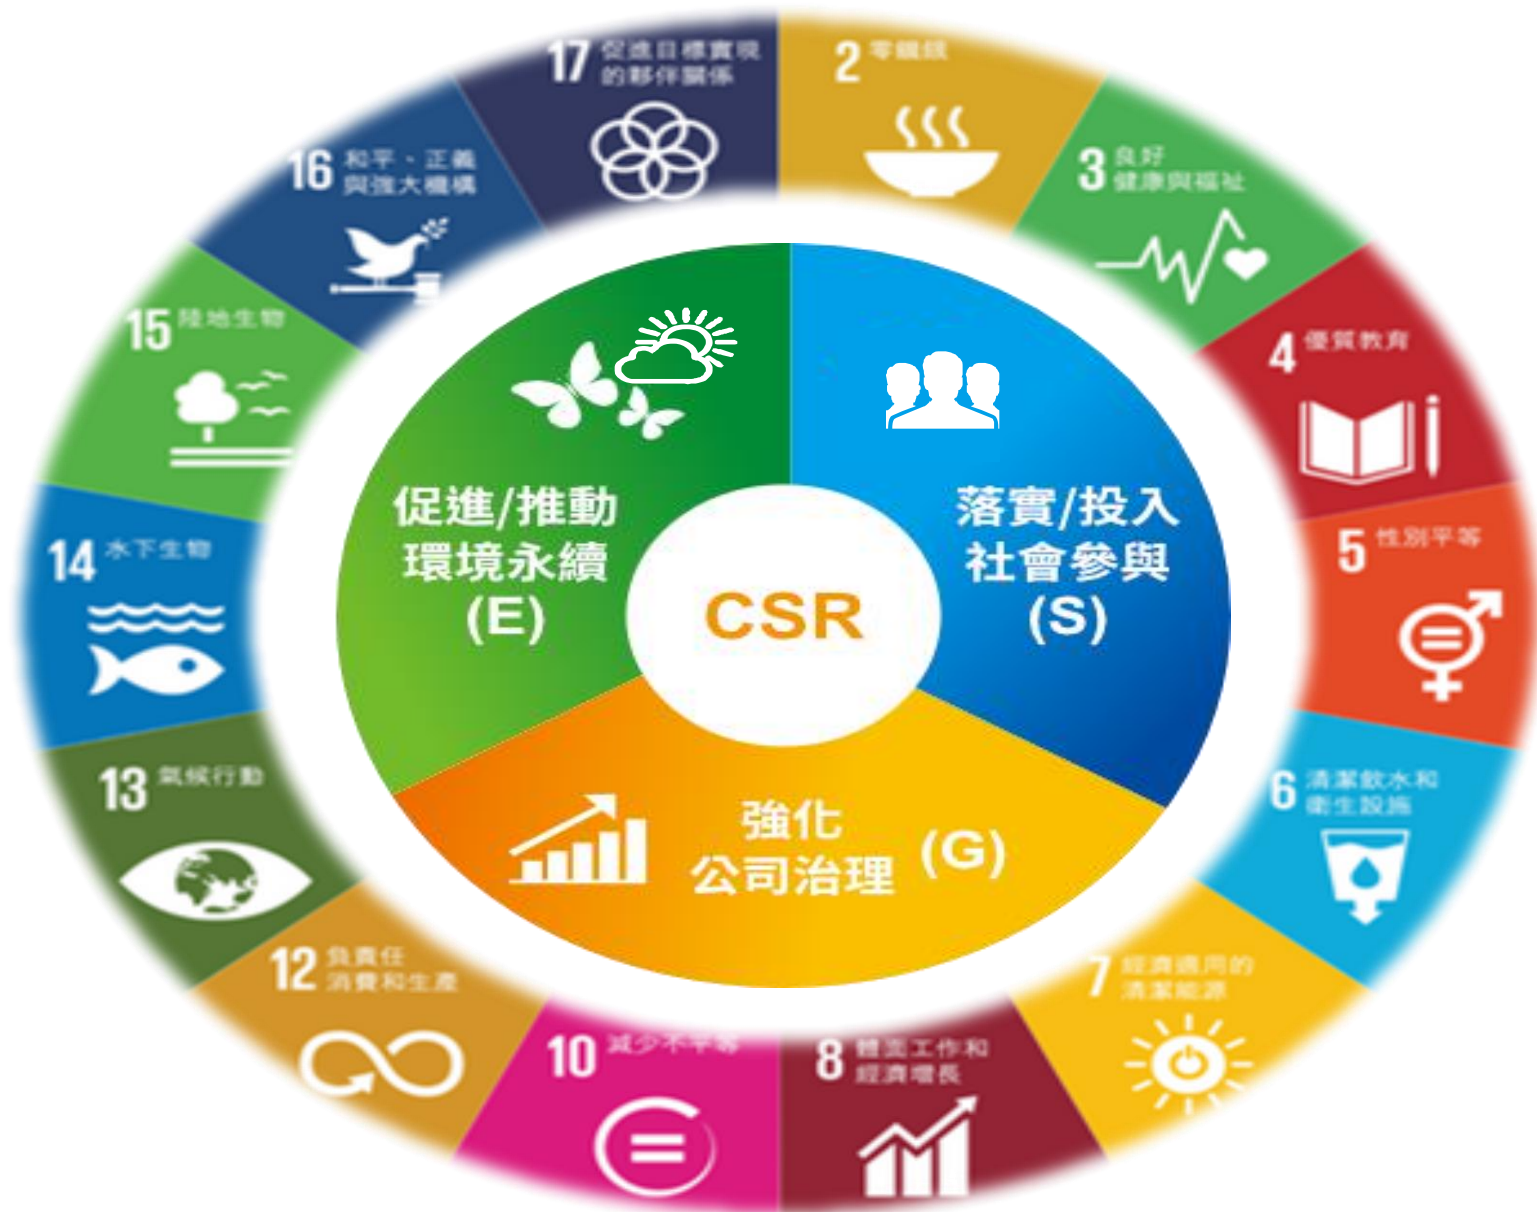 2 零飢餓
3 良好
健康與福祉
4 優質教育
5 性別平等
6 清潔飲水和
衛生設施
7 經濟適用的
清潔能源
8 體面工作和
經濟增長
10 減少不平等
12 負責任
消費和生產
13 氣候行動
14 水下生物
15 陸地生物
16 和平、正義
與強大機構
17 促進目標實現
的夥伴關係
促進/推動
環境永續
(E)
落實/投入
社會參與
(S)
CSR
強化
公司治理 (G)